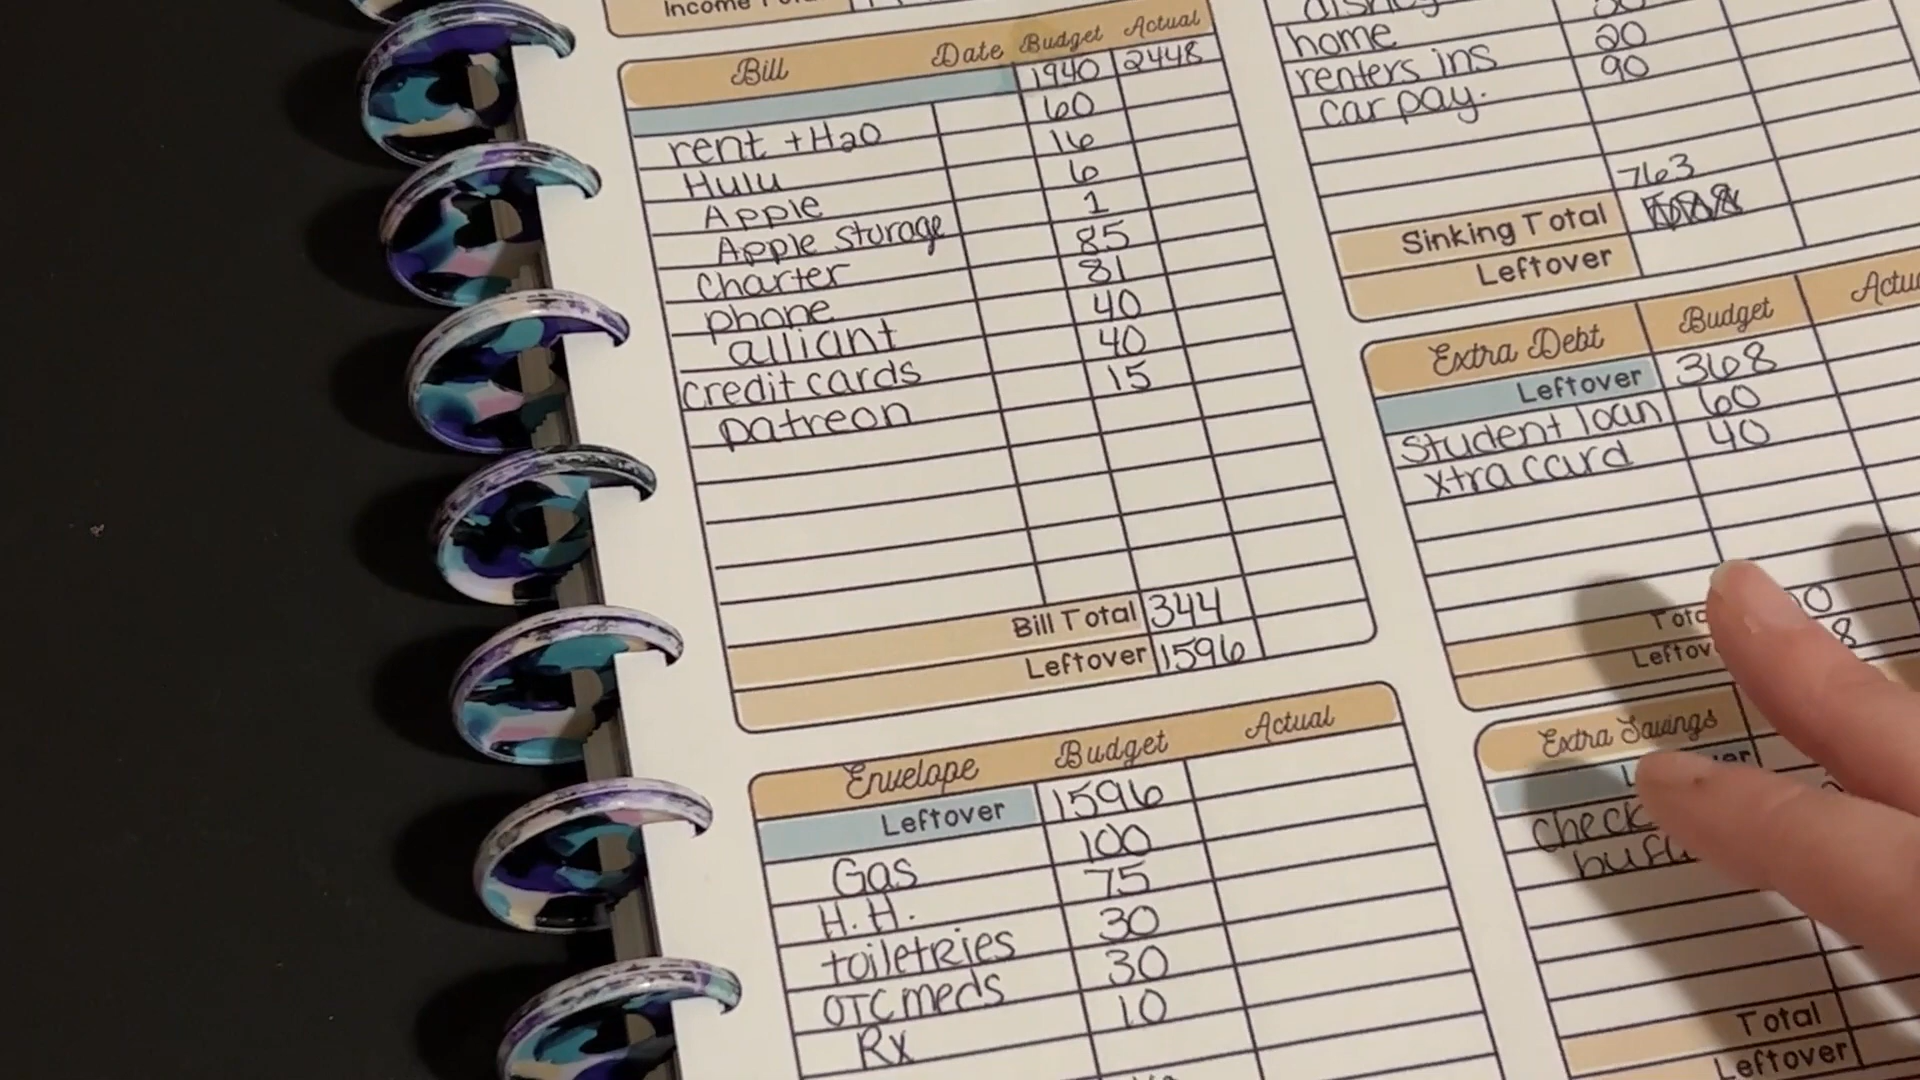 Income
Bill Date Budget Actual
1940 2448
rent + H2O 60
Hulu 16
Apple 6
Apple Storage 1
Charter 85
phone 81
alliant 40
credit cards 40
patreon 15
Bill Total 344
Leftover 1596
Envelope Budget Actual
Leftover 1596
Gas 100
H.H. 75
toiletries 30
OTC meds 30
Rx 10
home
renters ins 20
car pay. 90
763
Sinking Total
Leftover
Extra Debt Budget
Leftover 368
Student loan 60
xtra card 40
Extra Savings
Check
Total
Leftover